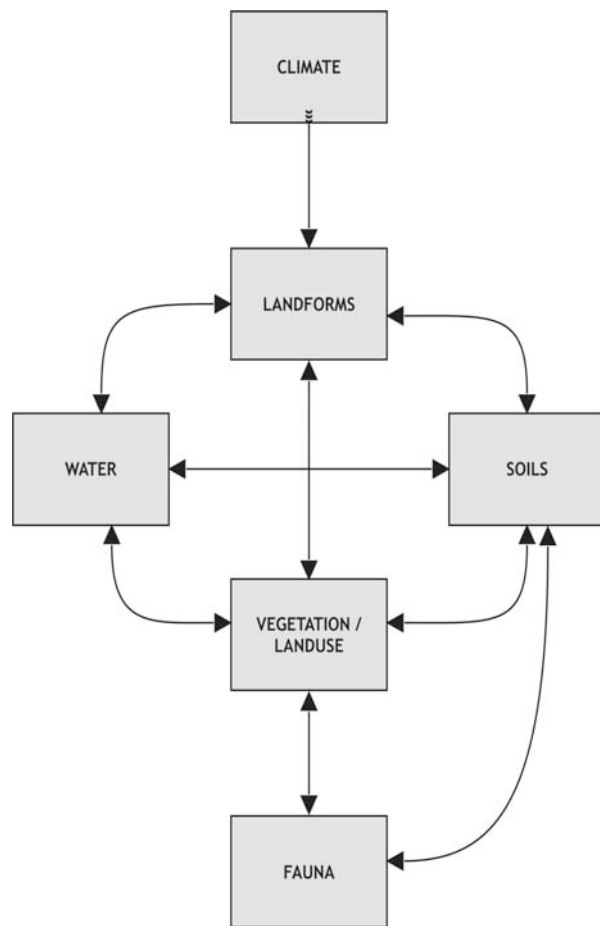 CLIMATE
LANDFORMS
WATER
SOILS
VEGETATION /
LANDUSE
FAUNA